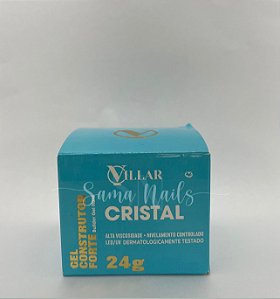 VILLAR
Sama Nails
CRISTAL
ALTA VISCOSIDADE • NIVELAMENTO CONTROLADO
LED/UV DERMATOLOGICAMENTE TESTADO
24g
GEL
CONSTRUTOR
FORTE